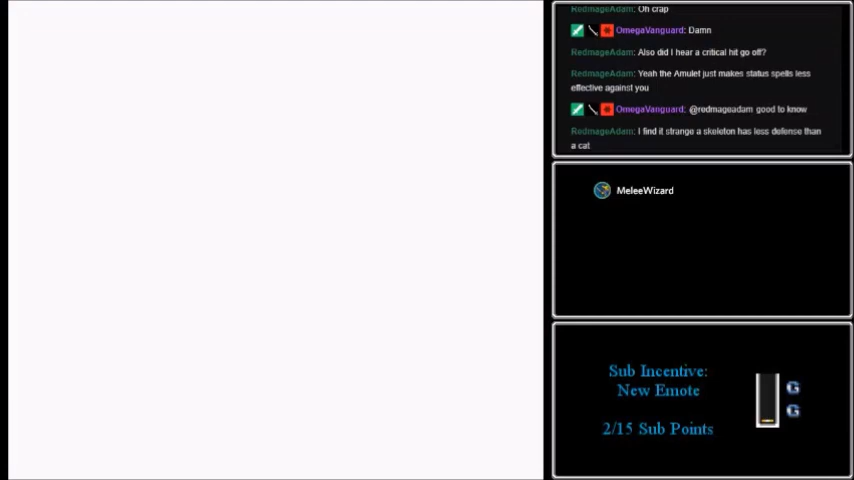 RedmageAdam: Oh crap
OmegaVanguard: Damn
RedmageAdam: Also did I hear a critical hit go off?
RedmageAdam: Yeah the Amulet just makes status spells less
effective against you
OmegaVanguard: @redmageadam good to know
RedmageAdam: I find it strange a skeleton has less defense than
a cat
MeleeWizard
Sub Incentive:
New Emote
2/15 Sub Points
G
G